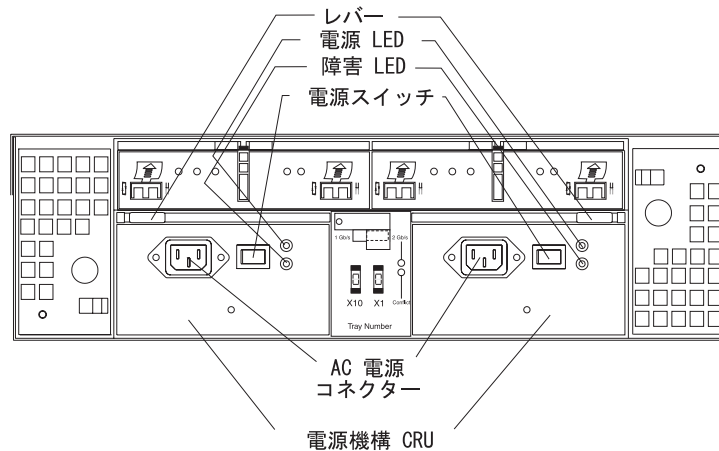 レバー
電源 LED
障害 LED
電源スイッチ
1 Gb/s
2 Gb/s
X10
X1
Conflict
Tray Number
AC 電源
コネクター
電源機構 CRU